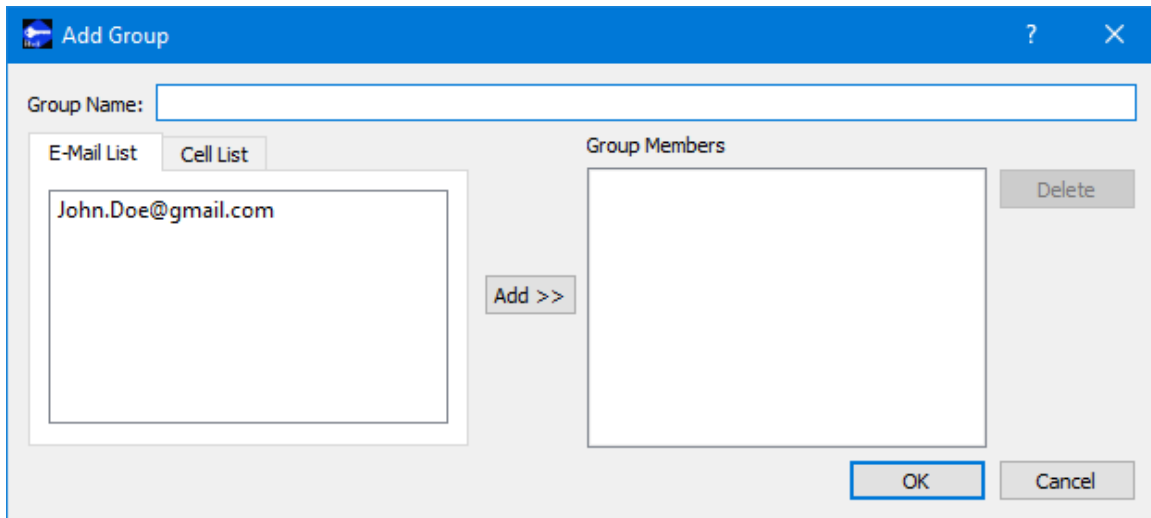 Add Group
?
Group Name:
E-Mail List
Cell List
Group Members
John.Doe@gmail.com
Delete
Add >>
OK
Cancel